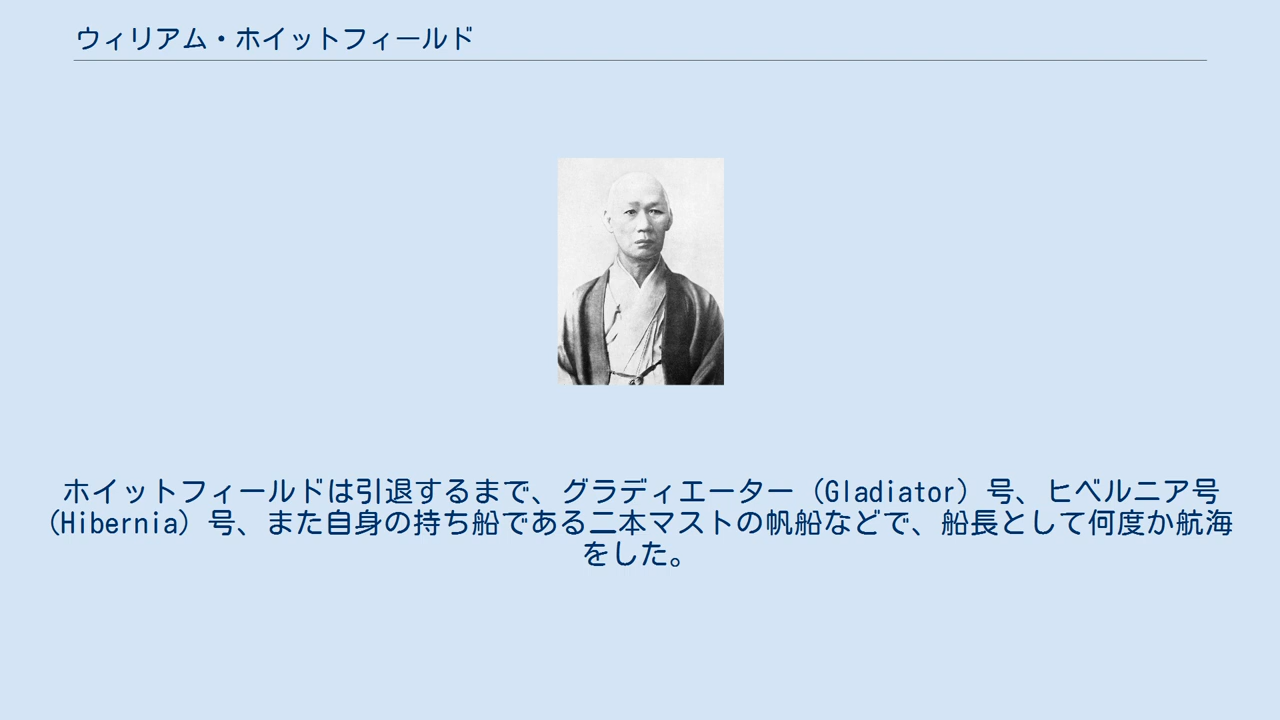 ウィリアム・ホイットフィールド
ホイットフィールドは引退するまで、グラディエーター（Gladiator）号、ヒベルニア号
（Hibernia）号、また自身の持ち船である二本マストの帆船などで、船長として何度か航海
をした。